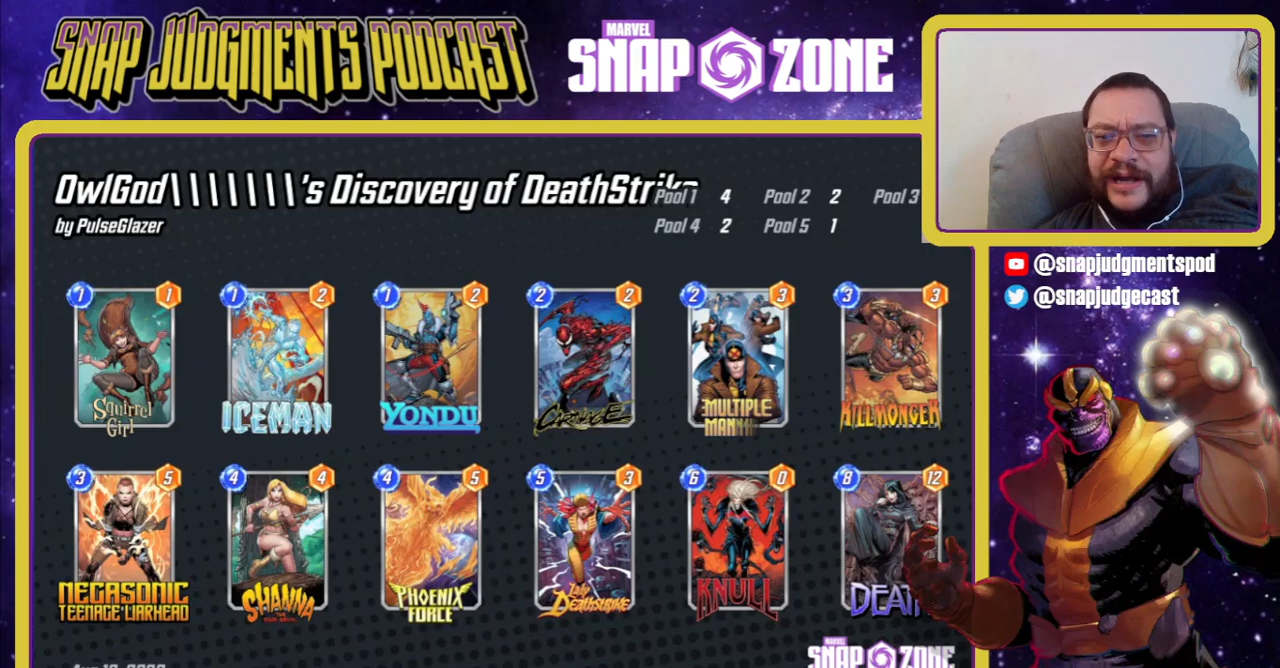 SNAP JUDGMENTS PODCAST
MARVEL
SNAP ZONE
OwlGod\\\\\\\'s Discovery of DeathStrike
by PulseGlazer
Pool 1 4 Pool 2 2 Pool 3
Pool 4 2 Pool 5 1
@snapjudgmentspod
@snapjudgecast
1 1 1 2 1 2 2 2 2 3 3 3
Squirrel Girl
ICEMAN
YONDU
CARNAGE
MULTIPLE MAN
KILLMONGER
3 5 4 4 4 5 5 3 6 0 8 12
NEGASONIC TEENAGE WARHEAD
SHANNA
PHOENIX FORCE
Lady Deathstrike
KNULL
DEAT
MARVEL
SNAP ZONE